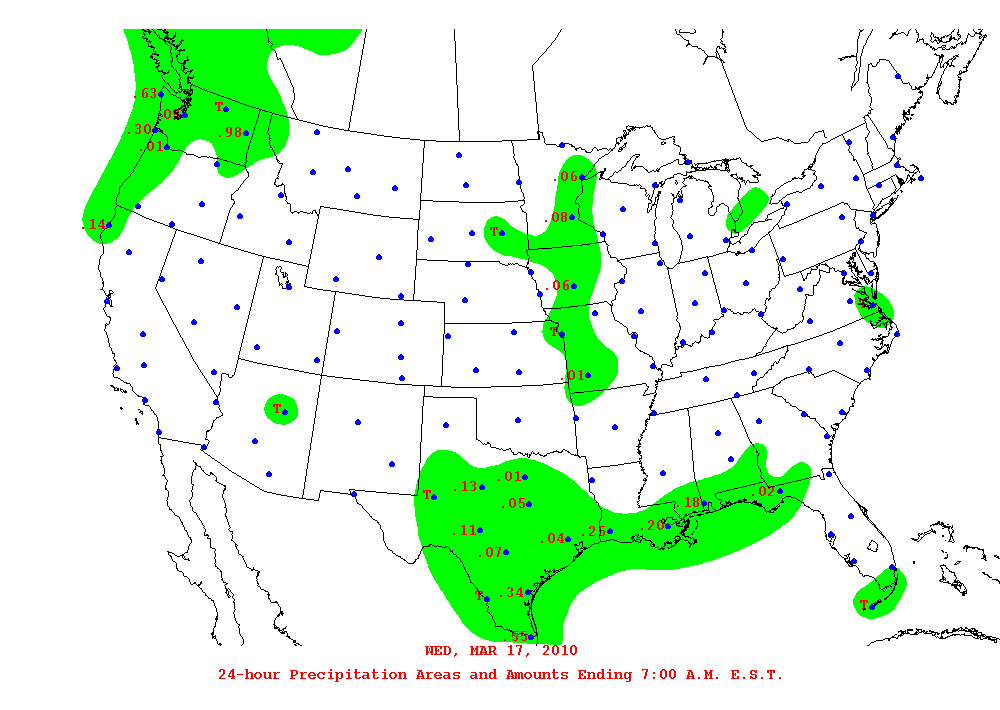 .63
T
.05
.30
.98
.01
.06
.14
.08
T
.06
T
.01
T
.01
.13
T
.05
.18
.02
.20
.11
.25
.04
.07
.34
T
T
.55
WED, MAR 17, 2010
24-hour Precipitation Areas and Amounts Ending 7:00 A.M. E.S.T.